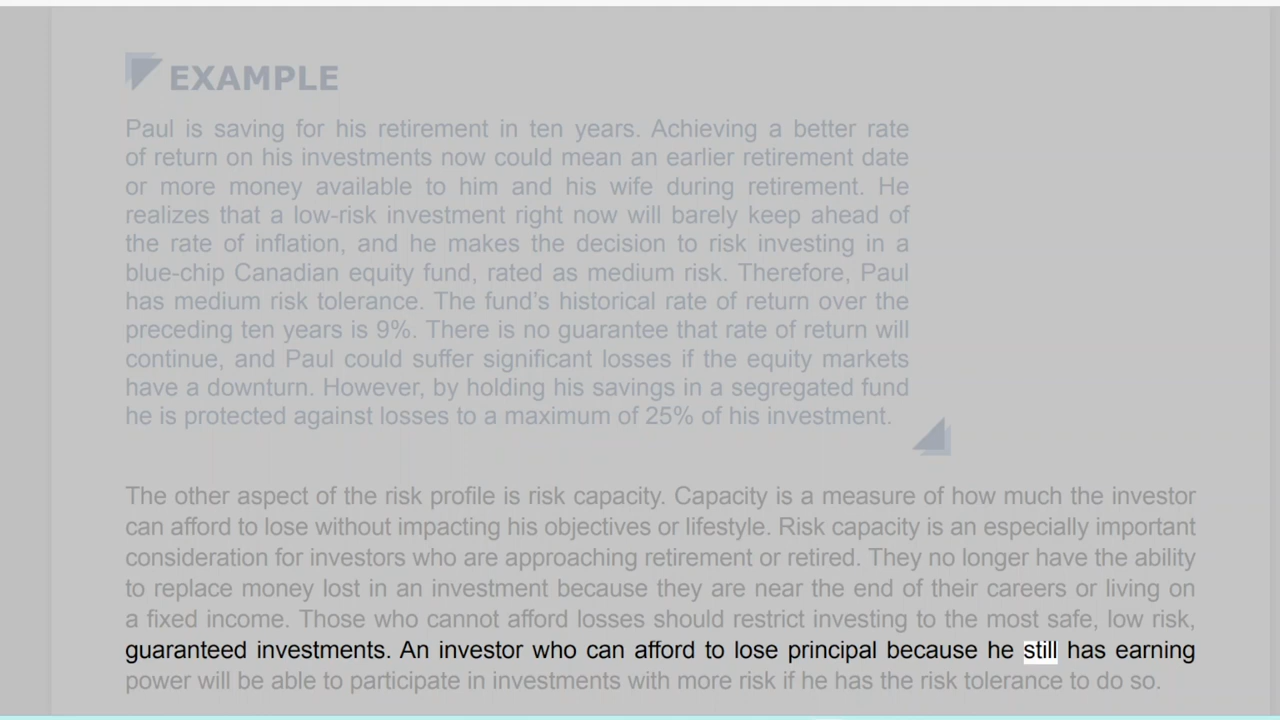 EXAMPLE
Paul is saving for his retirement in ten years. Achieving a better rate
of return on his investments now could mean an earlier retirement date
or more money available to him and his wife during retirement. He
realizes that a low-risk investment right now will barely keep ahead of
the rate of inflation, and he makes the decision to risk investing in a
blue-chip Canadian equity fund, rated as medium risk. Therefore, Paul
has medium risk tolerance. The fund’s historical rate of return over the
preceding ten years is 9%. There is no guarantee that rate of return will
continue, and Paul could suffer significant losses if the equity markets
have a downturn. However, by holding his savings in a segregated fund
he is protected against losses to a maximum of 25% of his investment.
The other aspect of the risk profile is risk capacity. Capacity is a measure of how much the investor
can afford to lose without impacting his objectives or lifestyle. Risk capacity is an especially important
consideration for investors who are approaching retirement or retired. They no longer have the ability
to replace money lost in an investment because they are near the end of their careers or living on
a fixed income. Those who cannot afford losses should restrict investing to the most safe, low risk,
guaranteed investments. An investor who can afford to lose principal because he still has earning
power will be able to participate in investments with more risk if he has the risk tolerance to do so.